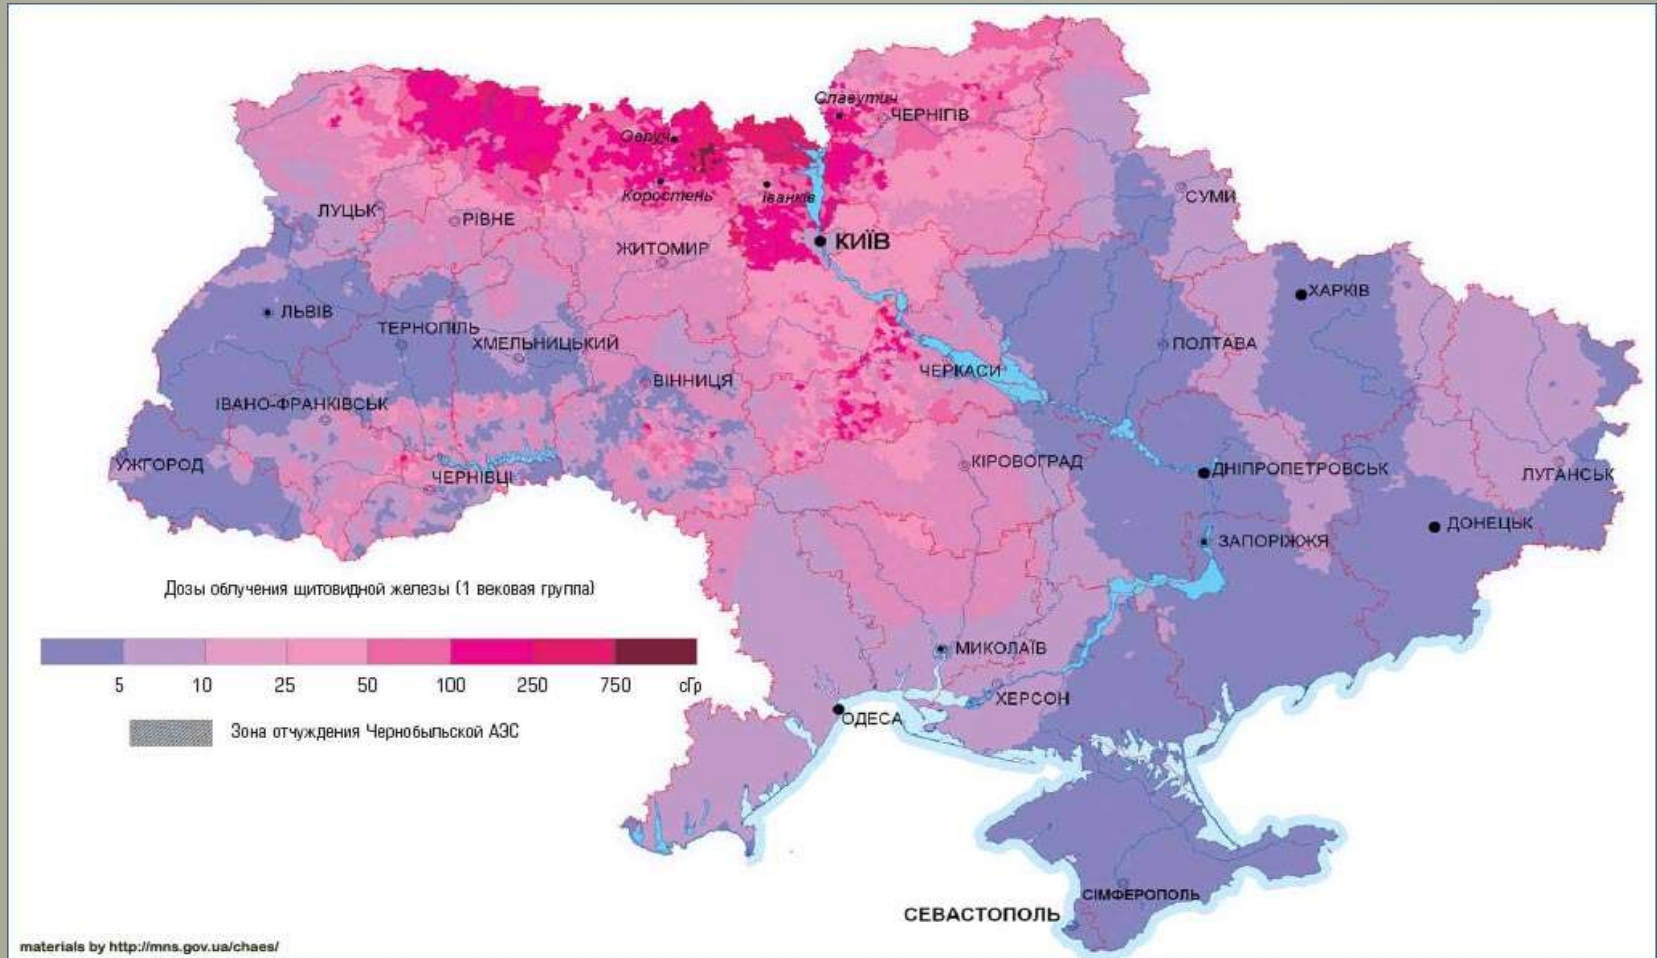 Славутич
ЧЕРНІГІВ
Овруч
Коростень
Іванків
СУМИ
ЛУЦЬК
РІВНЕ
КИЇВ
ЖИТОМИР
ХАРКІВ
ЛЬВІВ
ТЕРНОПІЛЬ
ХМЕЛЬНИЦЬКИЙ
ПОЛТАВА
ЧЕРКАСИ
ВІННИЦЯ
ІВАНО-ФРАНКІВСЬК
УЖГОРОД
КІРОВОГРАД
ДНІПРОПЕТРОВСЬК
ЛУГАНСЬК
ЧЕРНІВЦІ
ДОНЕЦЬК
ЗАПОРІЖЖЯ
Дозы облучения щитовидной железы (1 вековая группа)
5 10 25 50 100 250 750 сГр
Зона отчуждения Чернобыльской АЭС
МИКОЛАЇВ
ХЕРСОН
ОДЕСА
СІМФЕРОПОЛЬ
СЕВАСТОПОЛЬ
materials by http://mns.gov.ua/chaes/